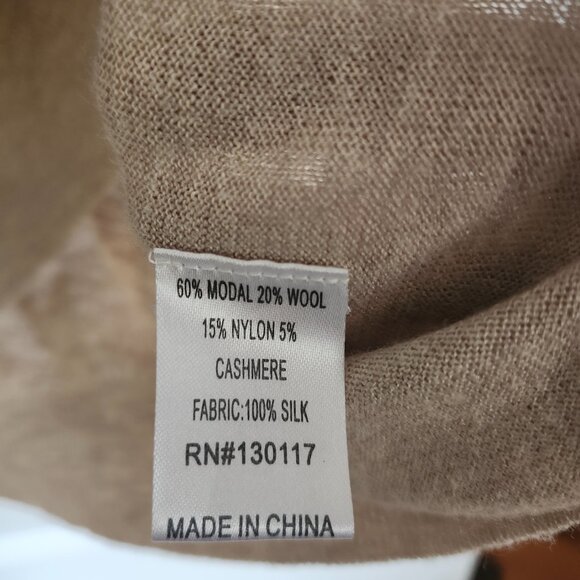 60% MODAL 20% WOOL
15% NYLON 5%
CASHMERE
FABRIC:100% SILK
RN#130117
MADE IN CHINA